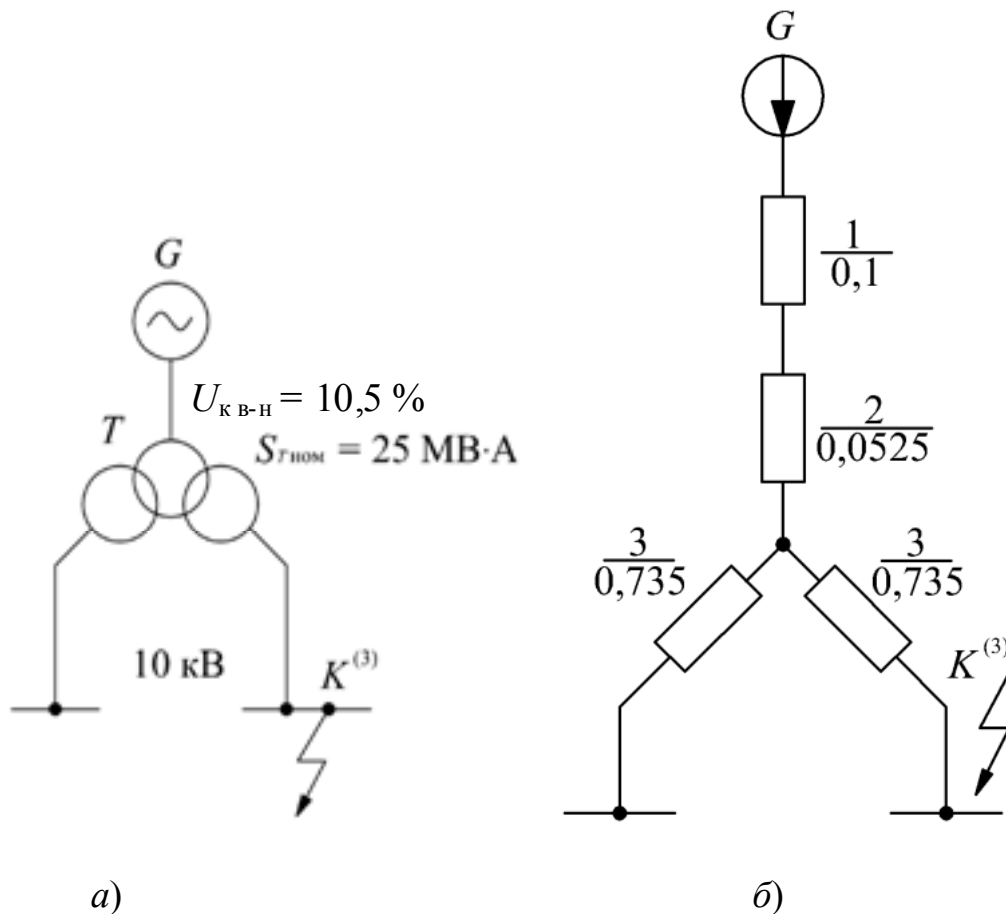 G
U к в-н = 10,5 %
T
S т ном = 25 МВ·А
10 кВ
K (3)
а)
G
1
0,1
2
0,0525
3
0,735
3
0,735
K (3)
б)